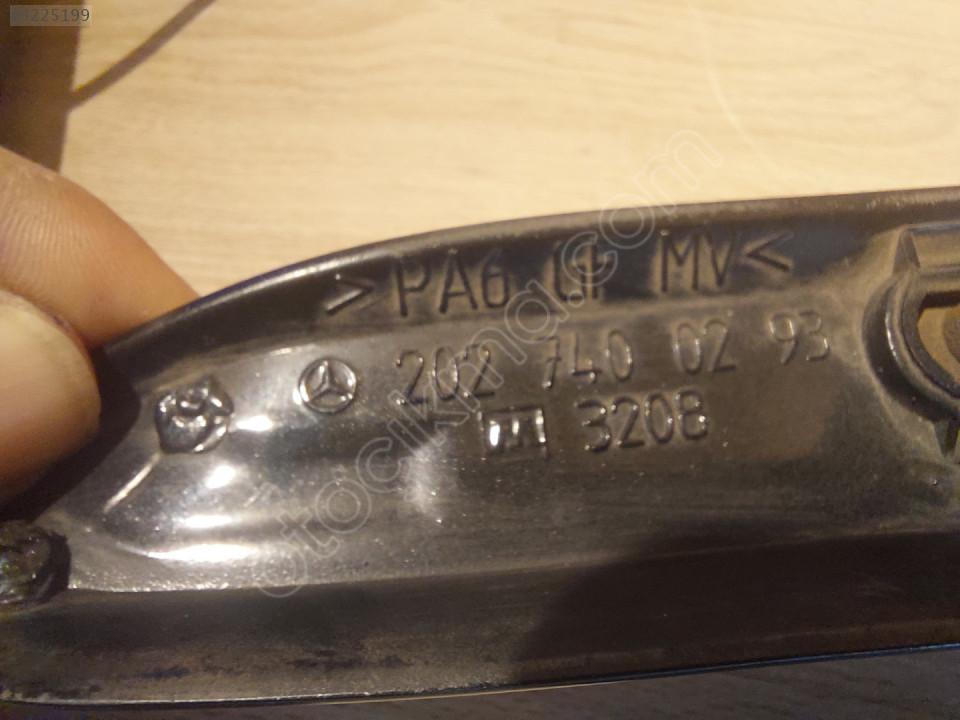 >PA6 GF MV<
202 740 02 93
3208
otocikma.com